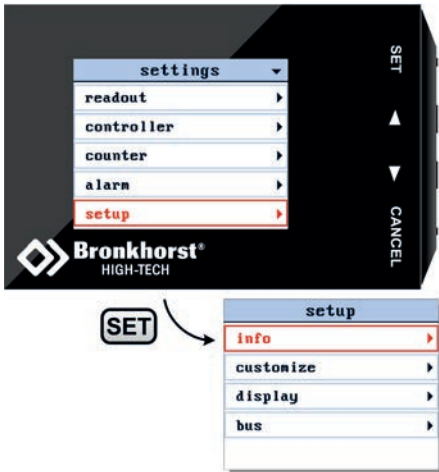 settings
readout
controller
counter
alarm
setup
SET
CANCEL
Bronkhorst®
HIGH-TECH
SET
setup
info
customize
display
bus